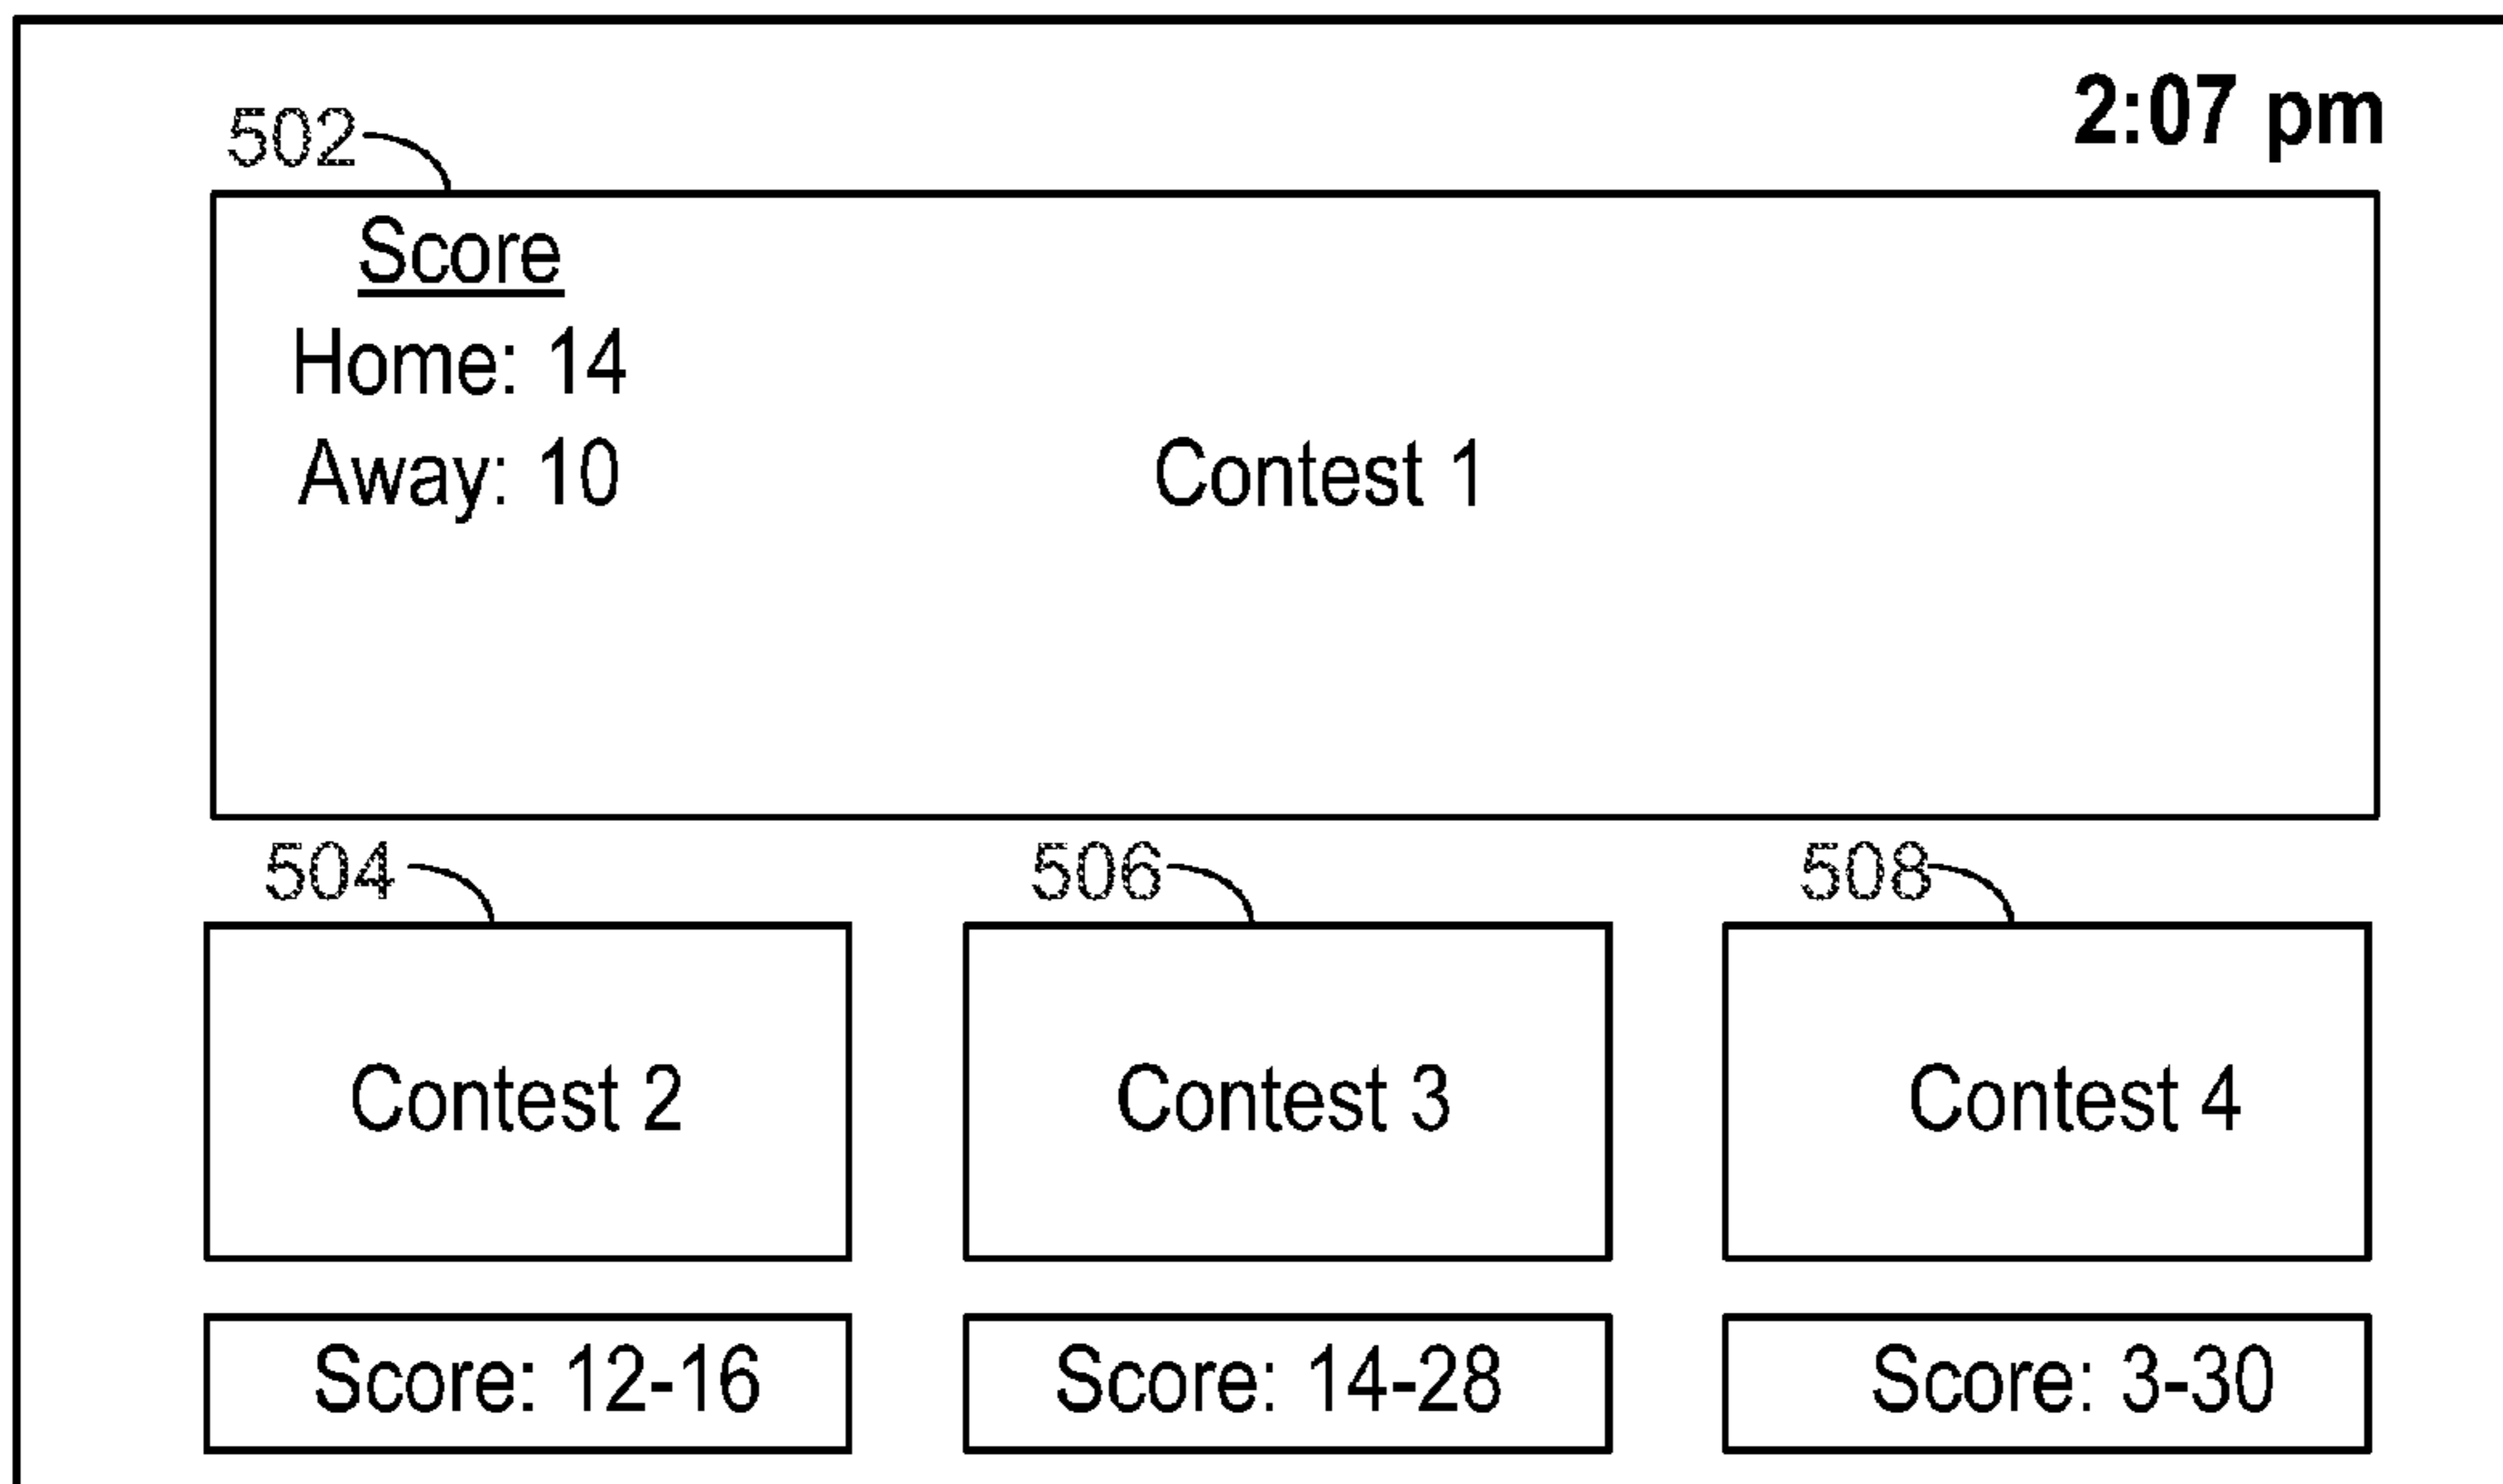 2:07 pm
502
Score
Home: 14
Away: 10
Contest 1
504
506
508
Contest 2
Contest 3
Contest 4
Score: 12-16
Score: 14-28
Score: 3-30